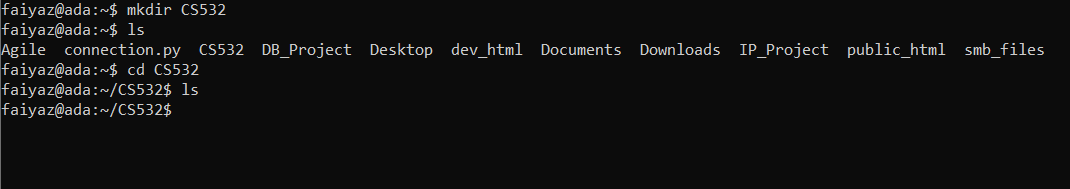 faiyaz@ada:~$ mkdir CS532
faiyaz@ada:~$ ls
Agile  connection.py  CS532  DB_Project  Desktop  dev_html  Documents  Downloads  IP_Project  public_html  smb_files
faiyaz@ada:~$ cd CS532
faiyaz@ada:~/CS532$ ls
faiyaz@ada:~/CS532$